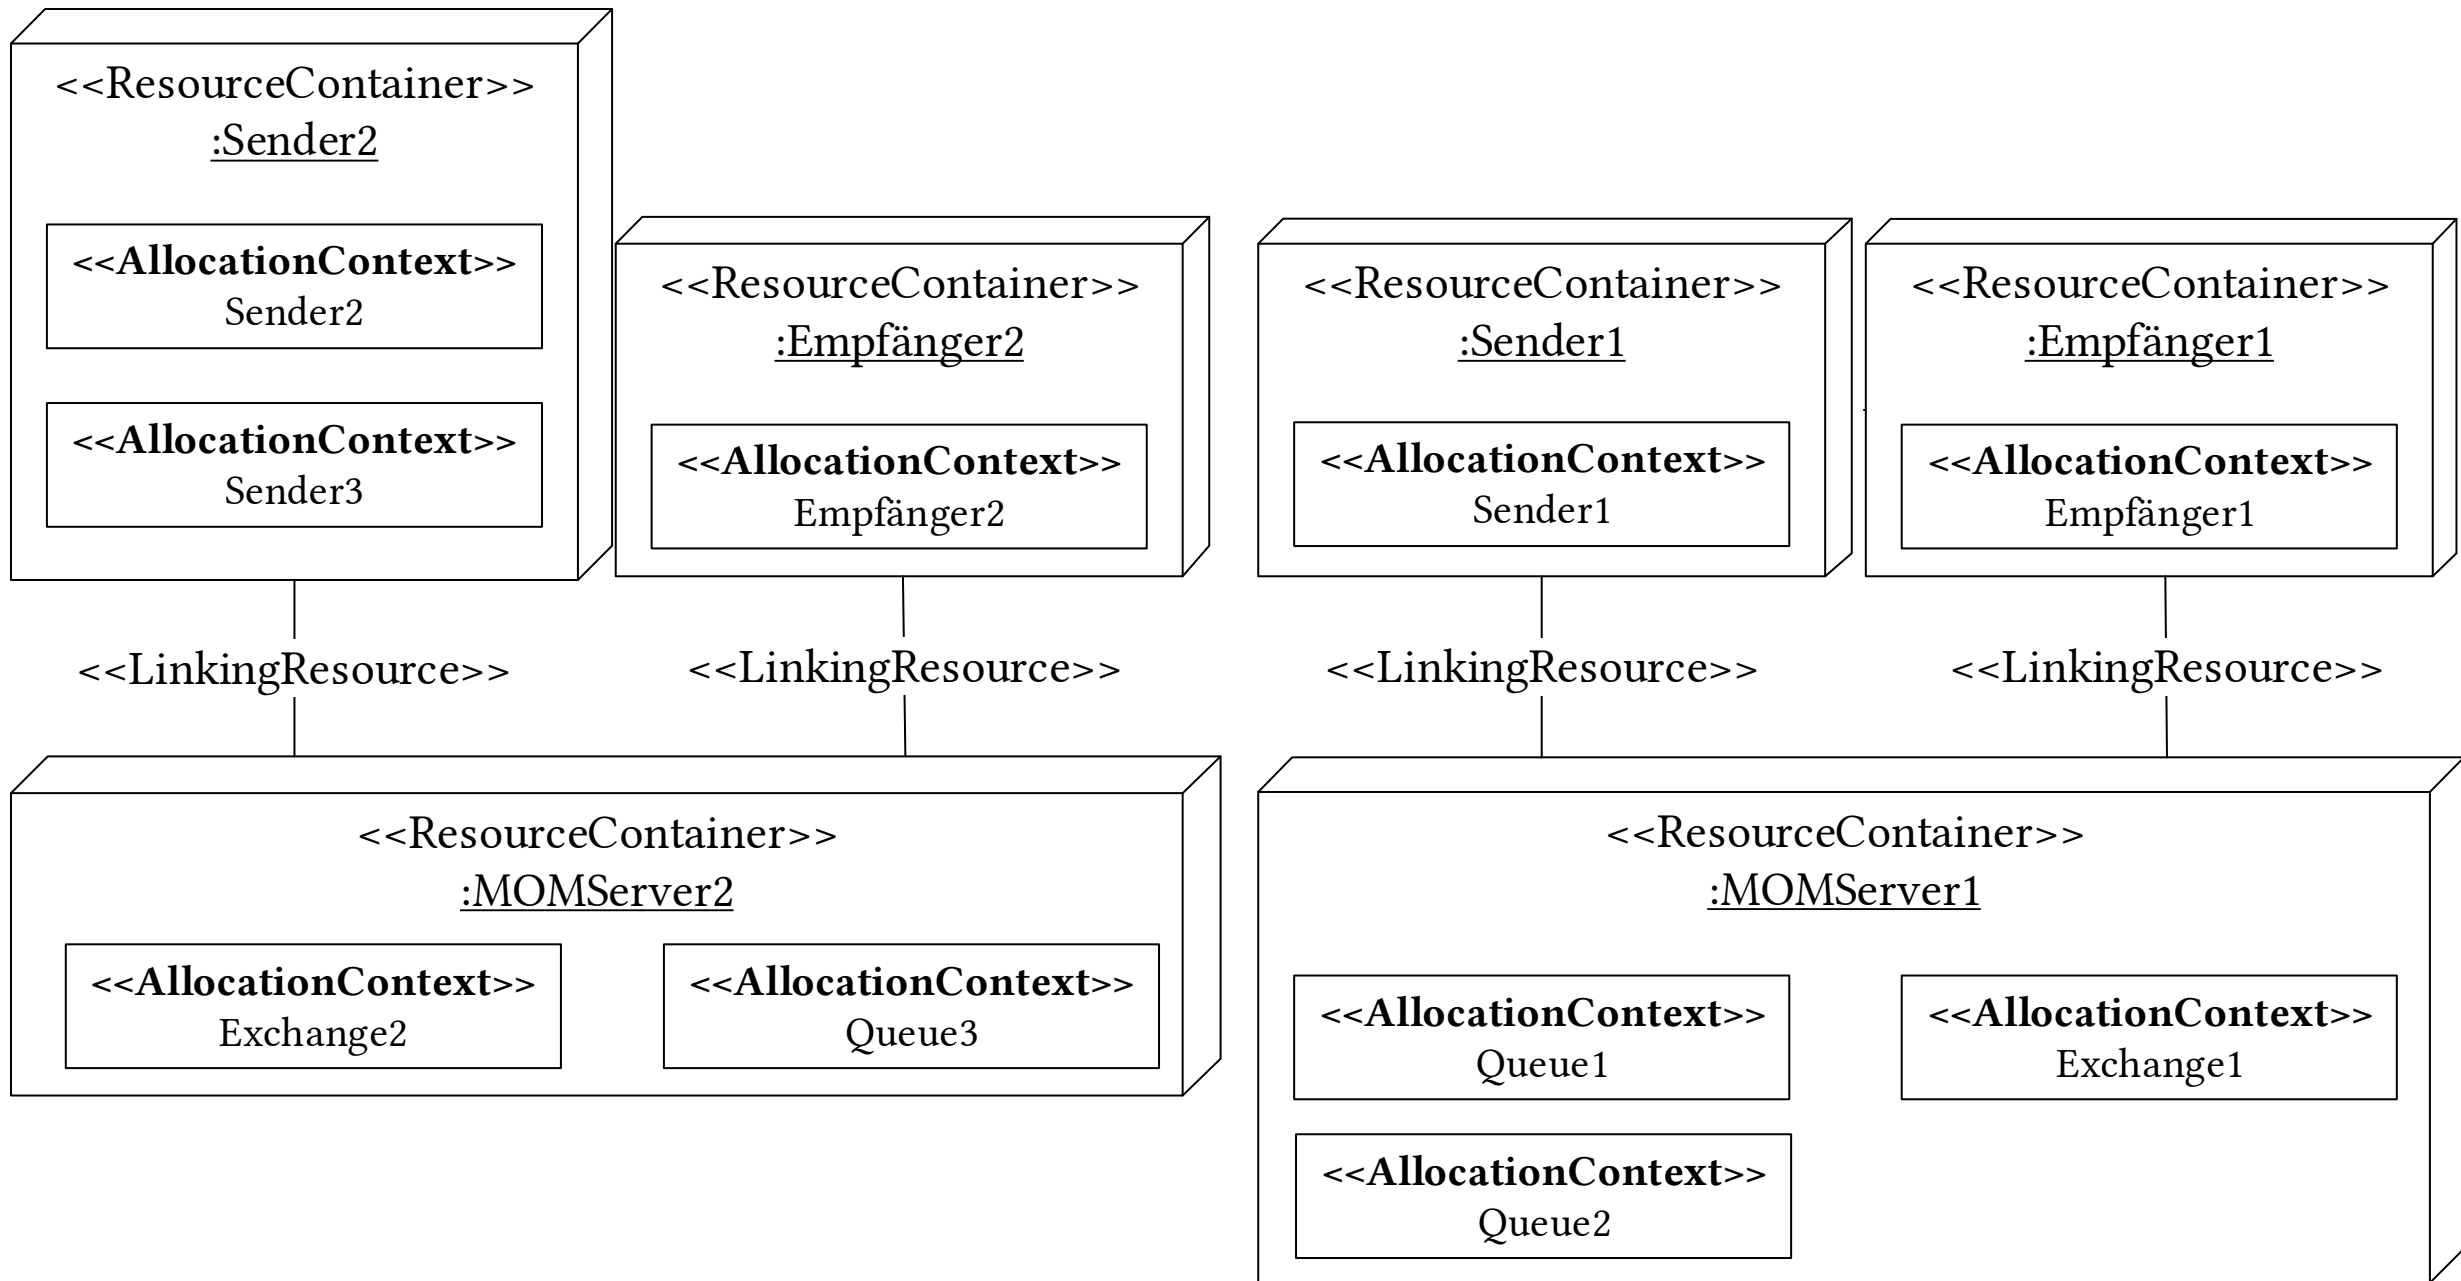 <<ResourceContainer>>
:Sender2
<<AllocationContext>>
Sender2
<<AllocationContext>>
Sender3
<<ResourceContainer>>
:Empfänger2
<<AllocationContext>>
Empfänger2
<<ResourceContainer>>
:Sender1
<<AllocationContext>>
Sender1
<<ResourceContainer>>
:Empfänger1
<<AllocationContext>>
Empfänger1
<<LinkingResource>>
<<LinkingResource>>
<<LinkingResource>>
<<LinkingResource>>
<<ResourceContainer>>
:MOMServer2
<<AllocationContext>>
Exchange2
<<AllocationContext>>
Queue3
<<ResourceContainer>>
:MOMServer1
<<AllocationContext>>
Queue1
<<AllocationContext>>
Exchange1
<<AllocationContext>>
Queue2